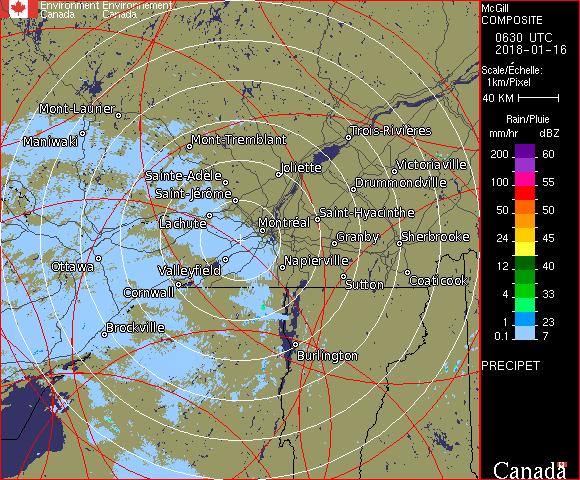 Environment Environnement
Canada Canada
McGill
COMPOSITE
0630 UTC
2018-01-16
Scale/Échelle:
1km/Pixel
40 KM
Rain/Pluie
mm/hr dBZ
200 60
155
100 55
50 50
24 45
12 40
4 33
1 23
0.1 7
PRECIPET
Canada
Mont-Laurier
Maniwaki
Mont-Tremblant
Trois-Rivières
Joliette
Victoriaville
Sainte-Adèle
Drummondville
Saint-Jérôme
Lachute
Saint-Hyacinthe
Montréal
Granby
Sherbrooke
Ottawa
Valleyfield
Napierville
Sutton
Coaticook
Cornwall
Brockville
Burlington